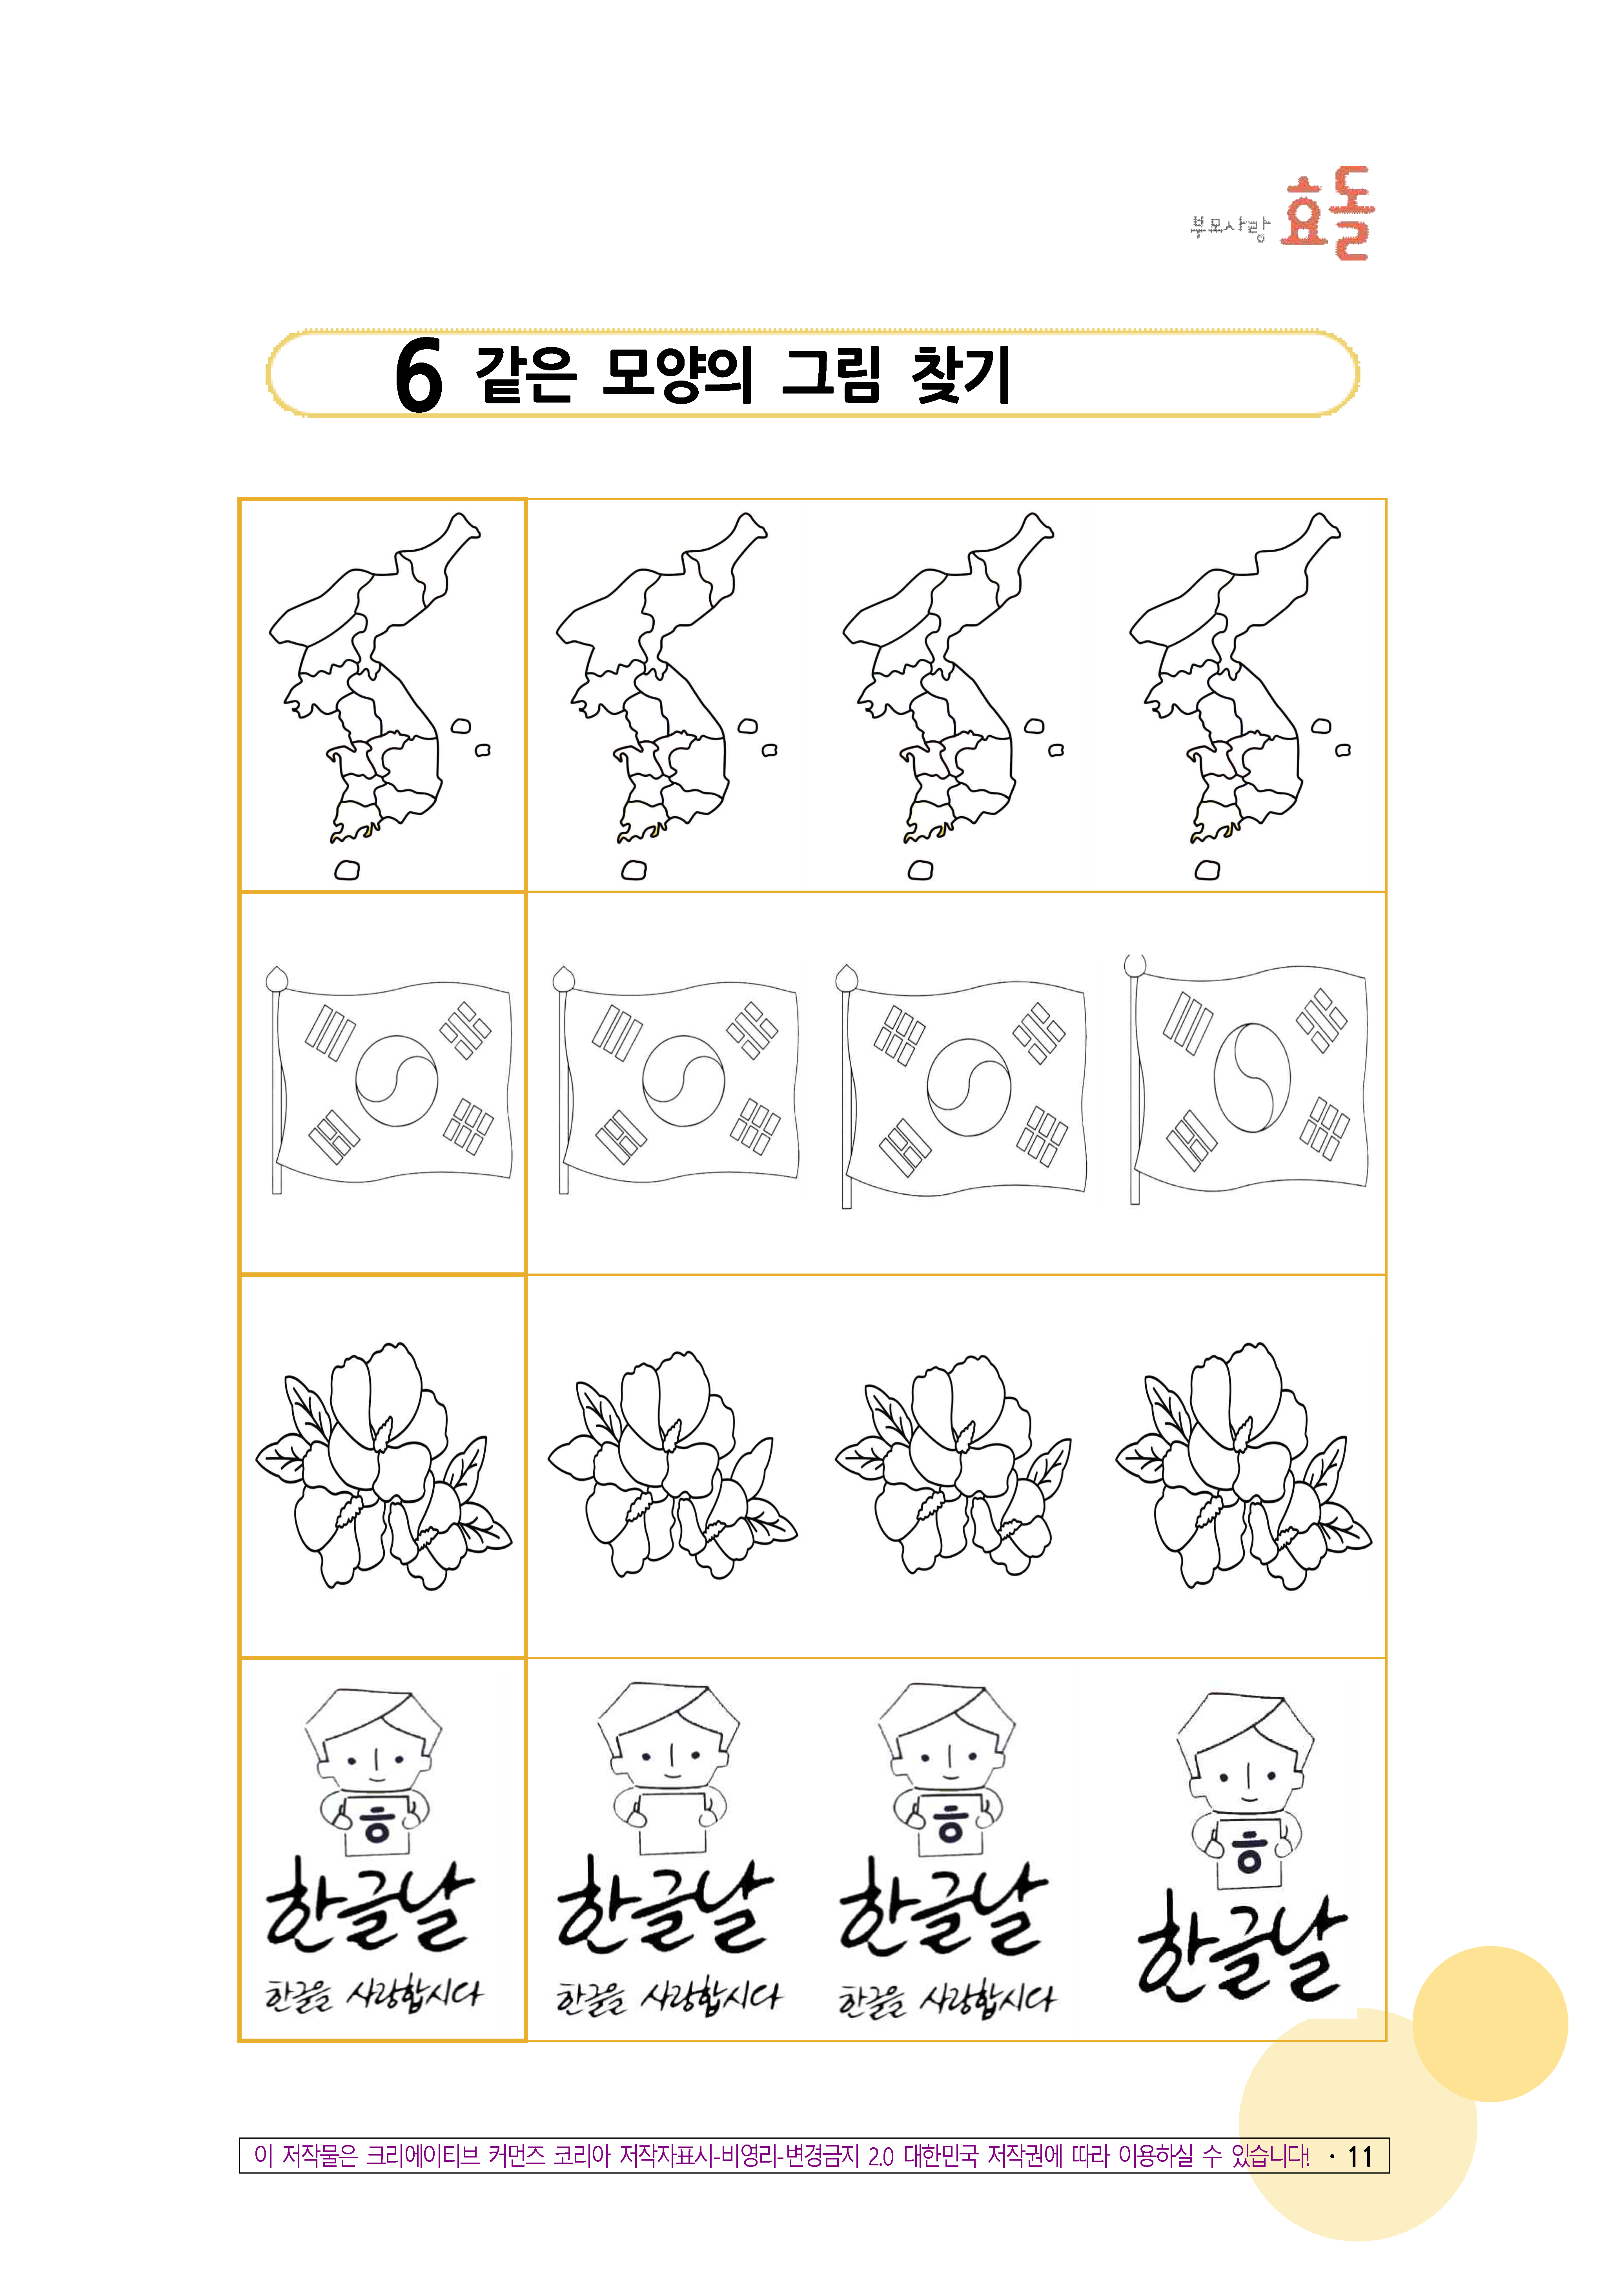 부모사랑 효돌
6 같은 모양의 그림 찾기
ㅎ
ㅎ
ㅎ
한글날
한글날
한글날
한글날
한글을 사랑합시다
한글을 사랑합시다
한글을 사랑합시다
이 저작물은 크리에이티브 커먼즈 코리아 저작자표시-비영리-변경금지 2.0 대한민국 저작권에 따라 이용하실 수 있습니다! · 11